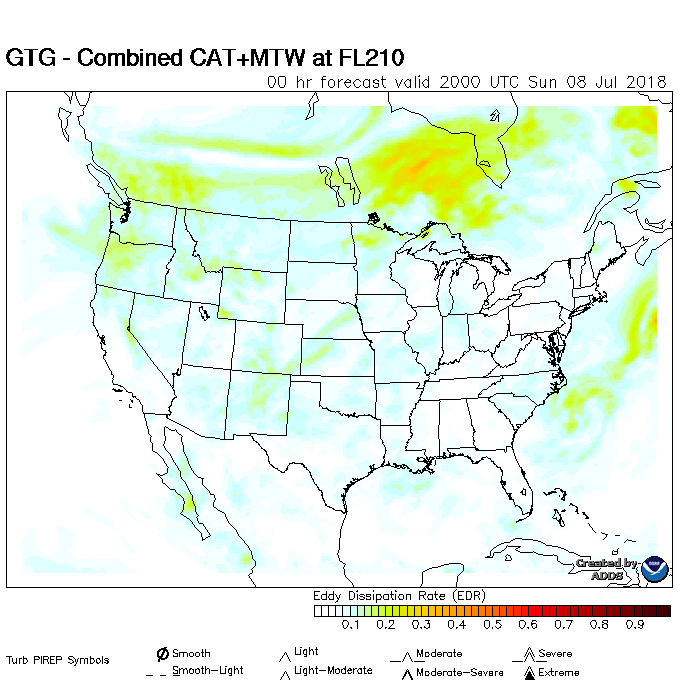 GTG - Combined CAT+MTW at FL210
00 hr forecast valid 2000 UTC Sun 08 Jul 2018
Created by
ADDS
Eddy Dissipation Rate (EDR)
0.1 0.2 0.3 0.4 0.5 0.6 0.7 0.8 0.9
Turb PIREP Symbols
Smooth Light Moderate Severe
Smooth-Light Light-Moderate Moderate-Severe Extreme